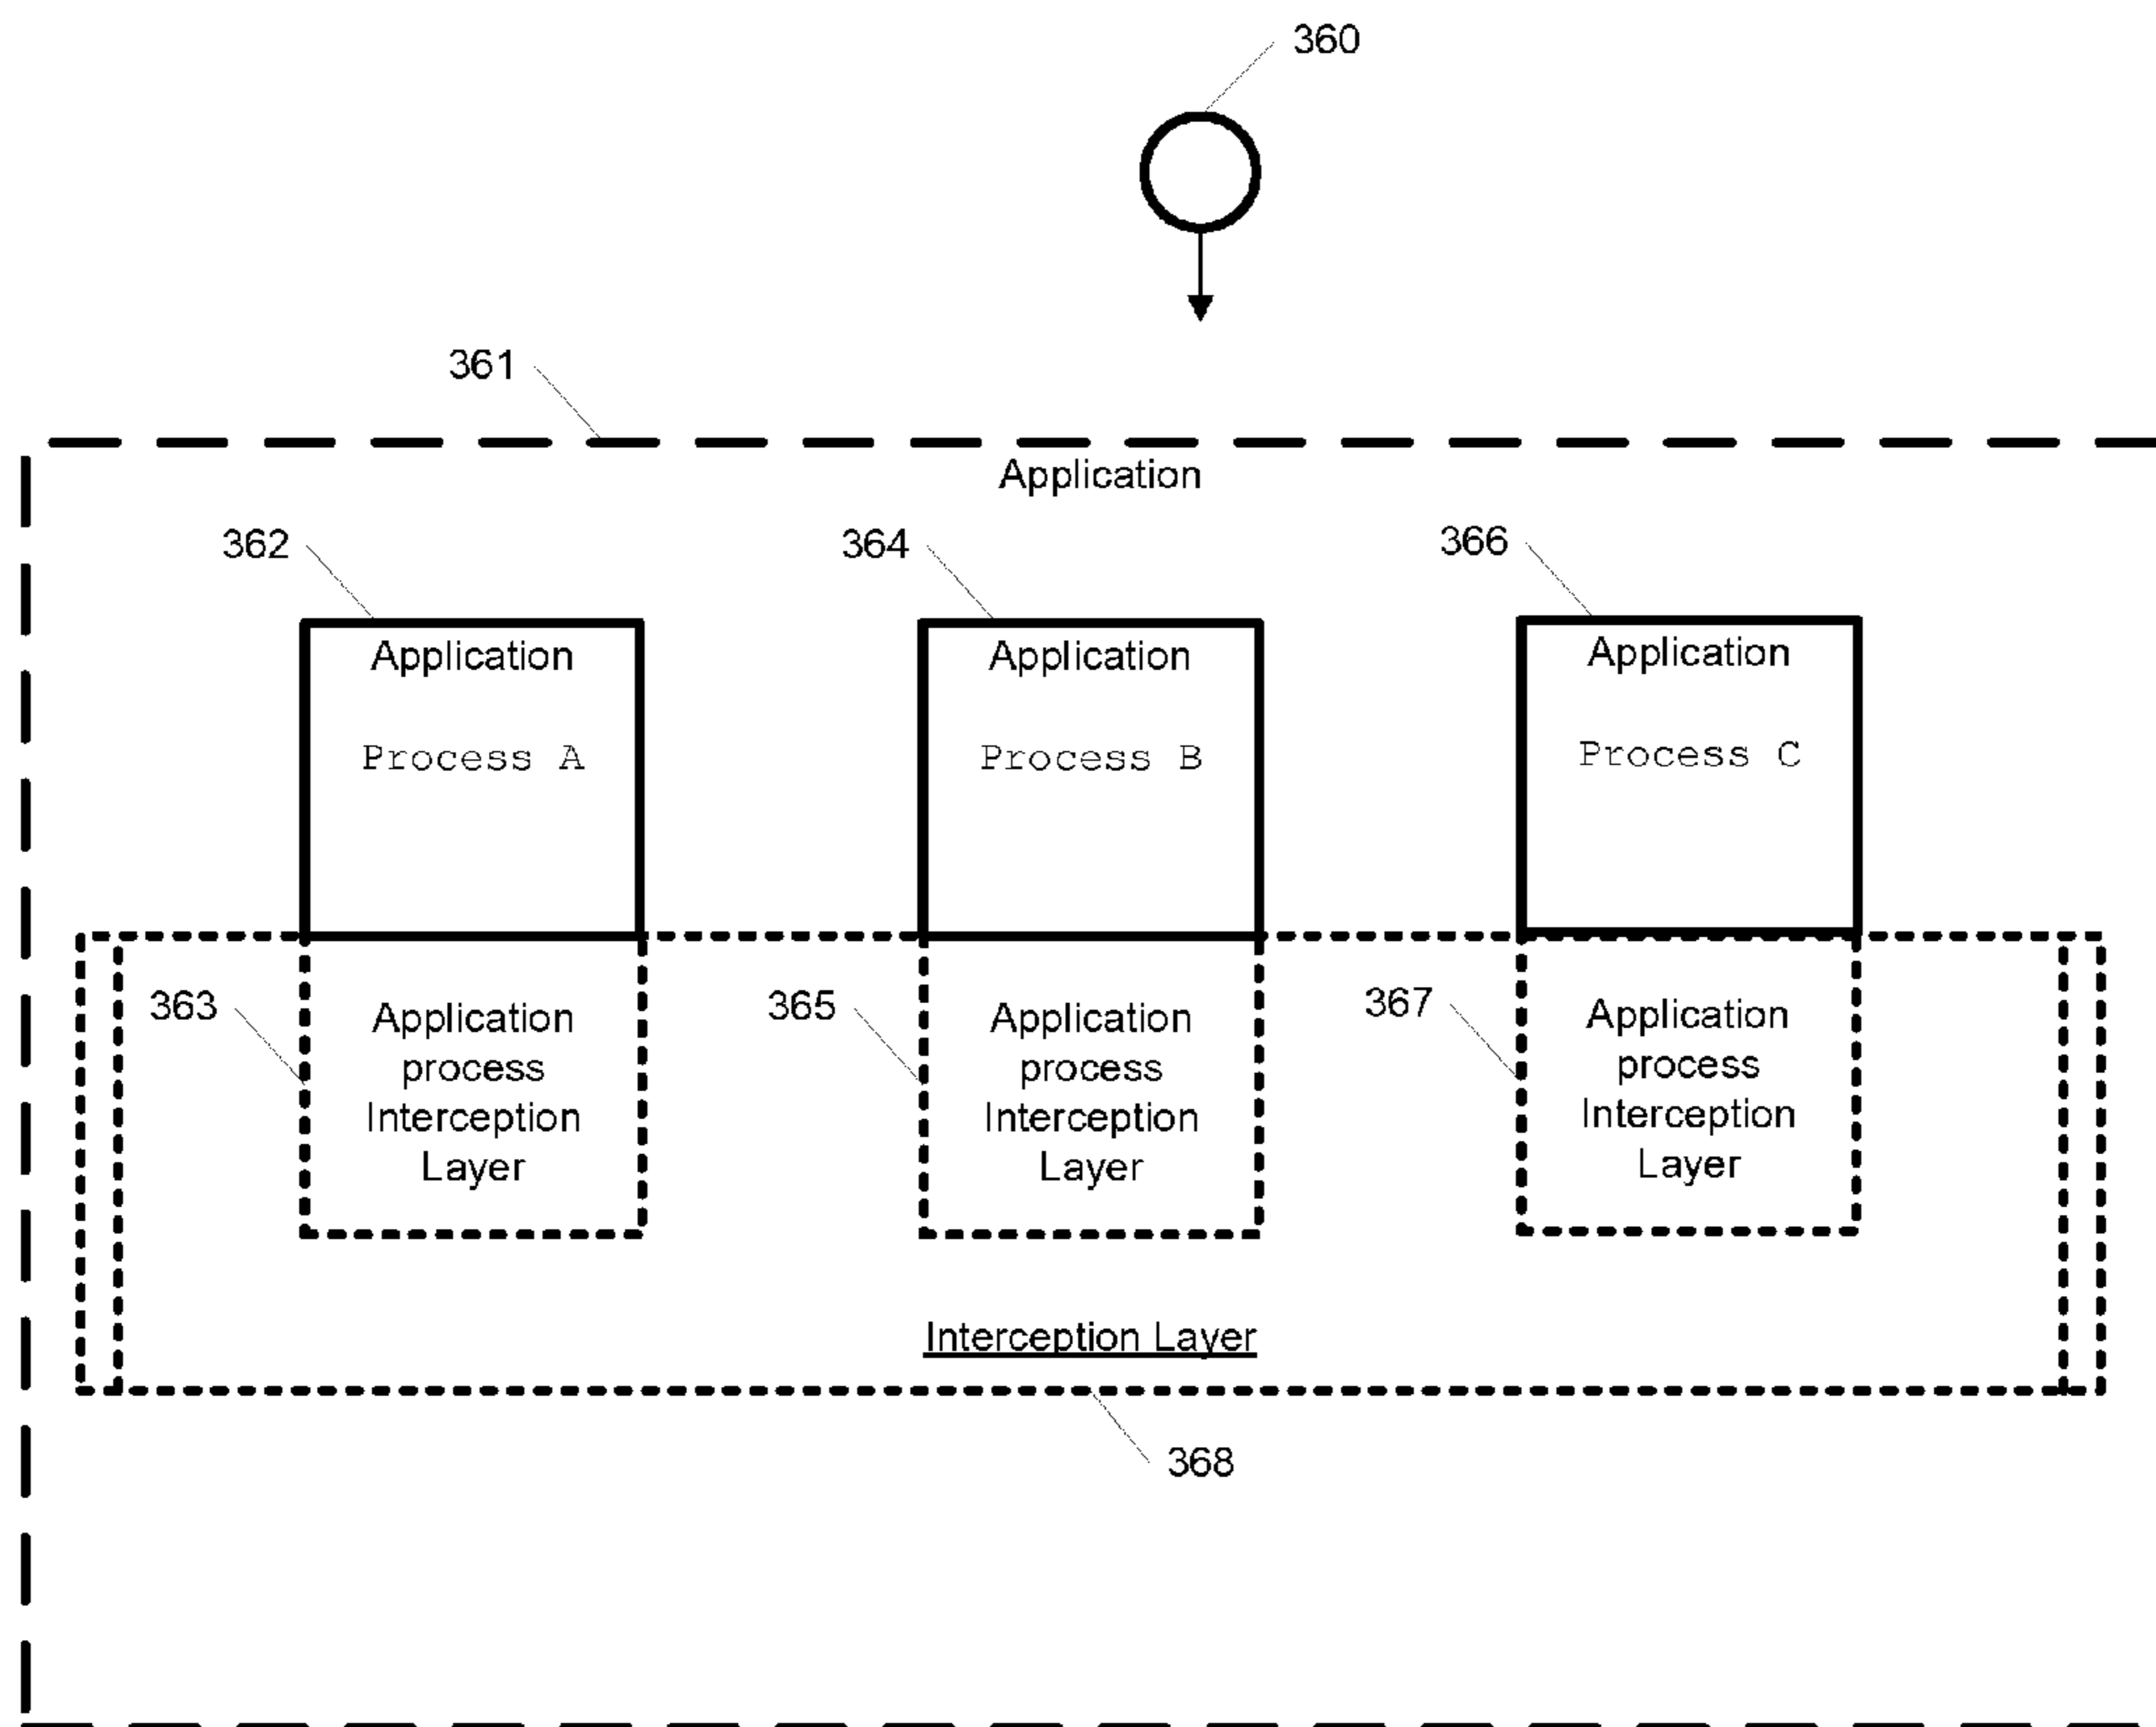 360
361
Application
362
364
366
Application
Process A
Application
Process B
Application
Process C
363
Application
process
Interception
Layer
365
Application
process
Interception
Layer
367
Application
process
Interception
Layer
Interception Layer
368